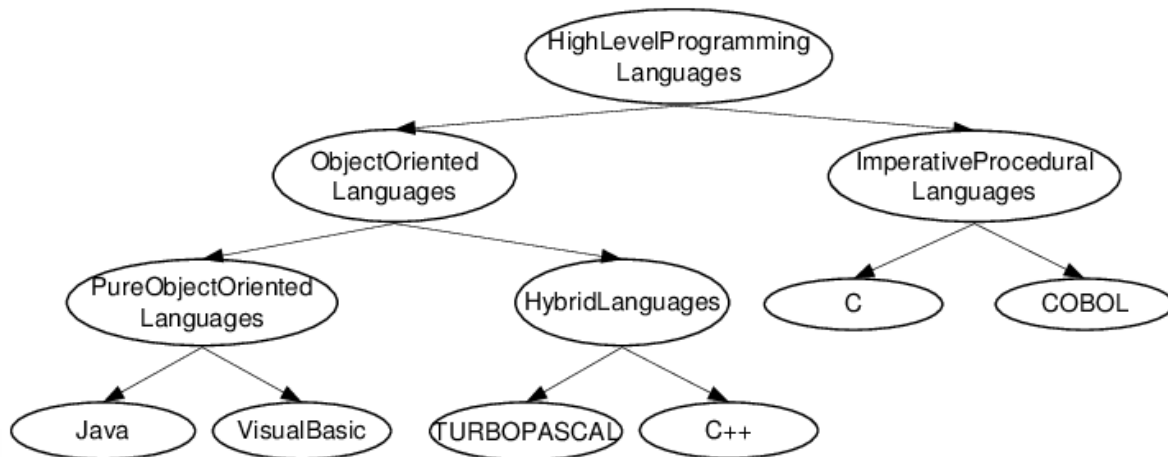 HighLevelProgramming
Languages
ObjectOriented
Languages
ImperativeProcedural
Languages
PureObjectOriented
Languages
HybridLanguages
C
COBOL
Java
VisualBasic
TURBOPASCAL
C++